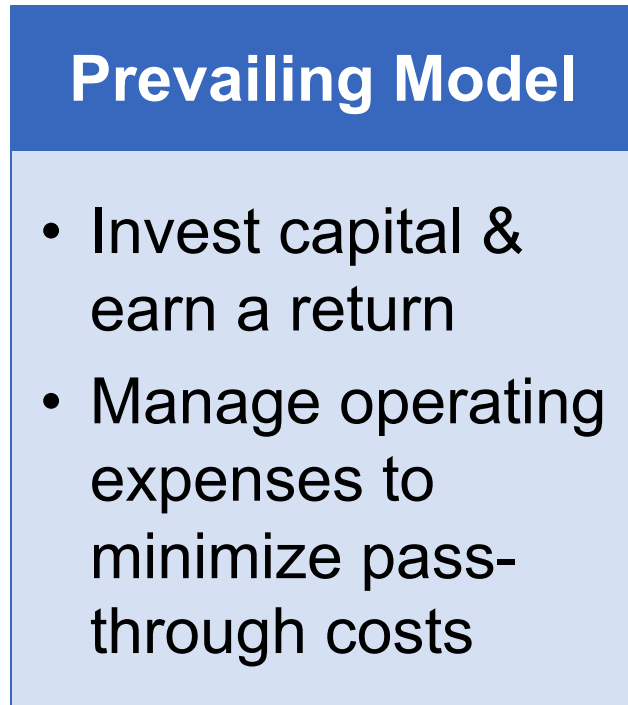 Prevailing Model
• Invest capital &
earn a return
• Manage operating
expenses to
minimize pass-
through costs